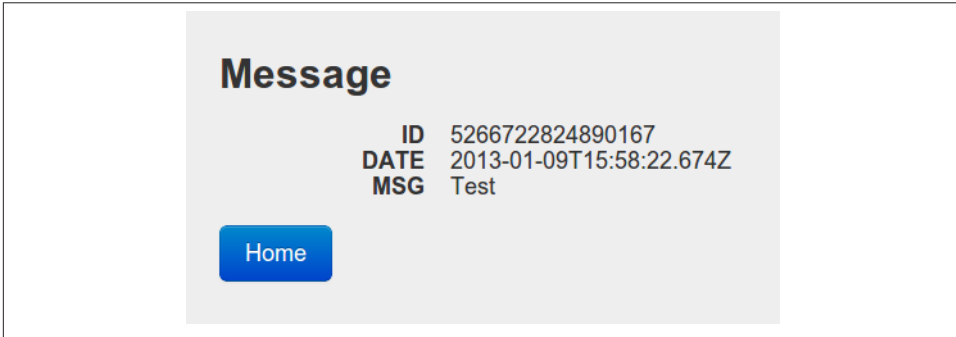 Message
ID 5266722824890167
DATE 2013-01-09T15:58:22.674Z
MSG Test
Home